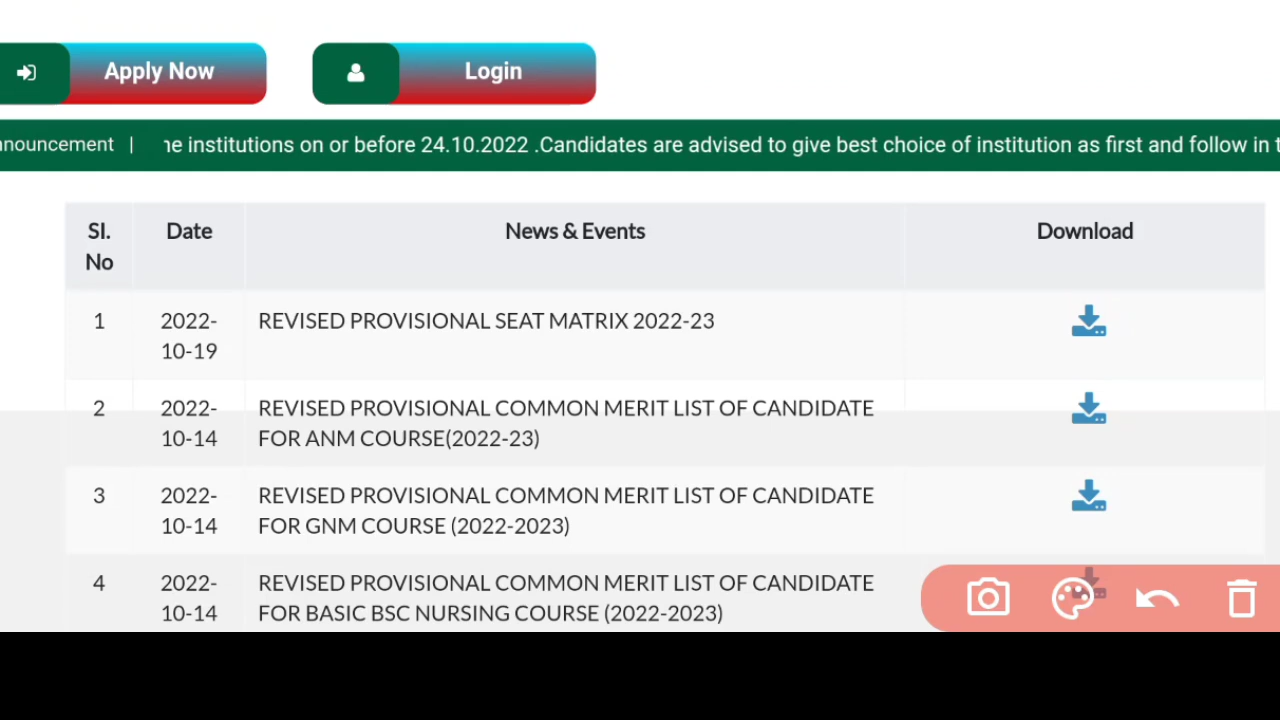 Apply Now
Login
nnouncement | he institutions on or before 24.10.2022 .Candidates are advised to give best choice of institution as first and follow in t
Sl. No
Date
News & Events
Download
1
2022-10-19
REVISED PROVISIONAL SEAT MATRIX 2022-23
2
2022-10-14
REVISED PROVISIONAL COMMON MERIT LIST OF CANDIDATE
FOR ANM COURSE(2022-23)
3
2022-10-14
REVISED PROVISIONAL COMMON MERIT LIST OF CANDIDATE
FOR GNM COURSE (2022-2023)
4
2022-10-14
REVISED PROVISIONAL COMMON MERIT LIST OF CANDIDATE
FOR BASIC BSC NURSING COURSE (2022-2023)